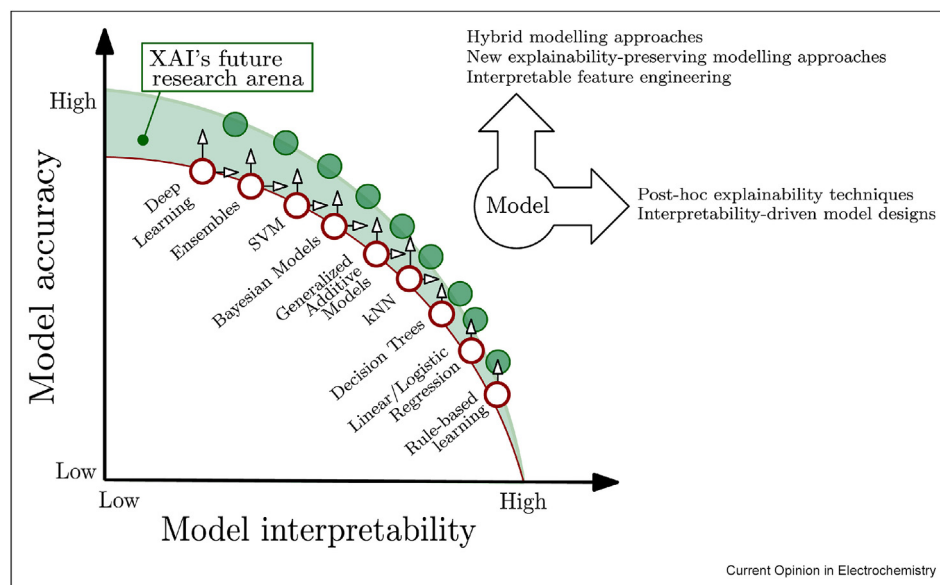 XAI's future
research arena
High
Low
Model accuracy
Deep
Learning
Ensembles
SVM
Bayesian Models
Generalized
Additive
Models
kNN
Decision Trees
Linear/Logistic
Regression
Rule-based
learning
Low
High
Model interpretability
Hybrid modelling approaches
New explainability-preserving modelling approaches
Interpretable feature engineering
Model
Post-hoc explainability techniques
Interpretability-driven model designs
Current Opinion in Electrochemistry